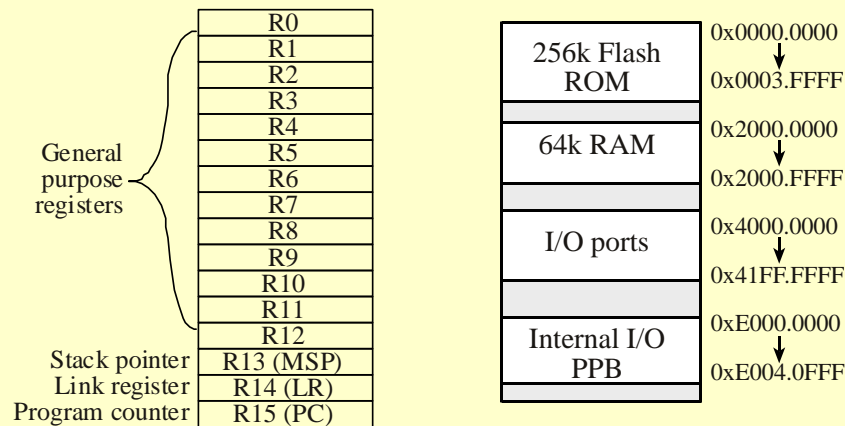 R0
R1
R2
R3
R4
R5
R6
R7
R8
R9
R10
R11
R12
General
purpose
registers
Stack pointer R13 (MSP)
Link register R14 (LR)
Program counter R15 (PC)
256k Flash
ROM
0x0000.0000
0x0003.FFFF
64k RAM
0x2000.0000
0x2000.FFFF
I/O ports
0x4000.0000
0x41FF.FFFF
Internal I/O
PPB
0xE000.0000
0xE004.0FFF